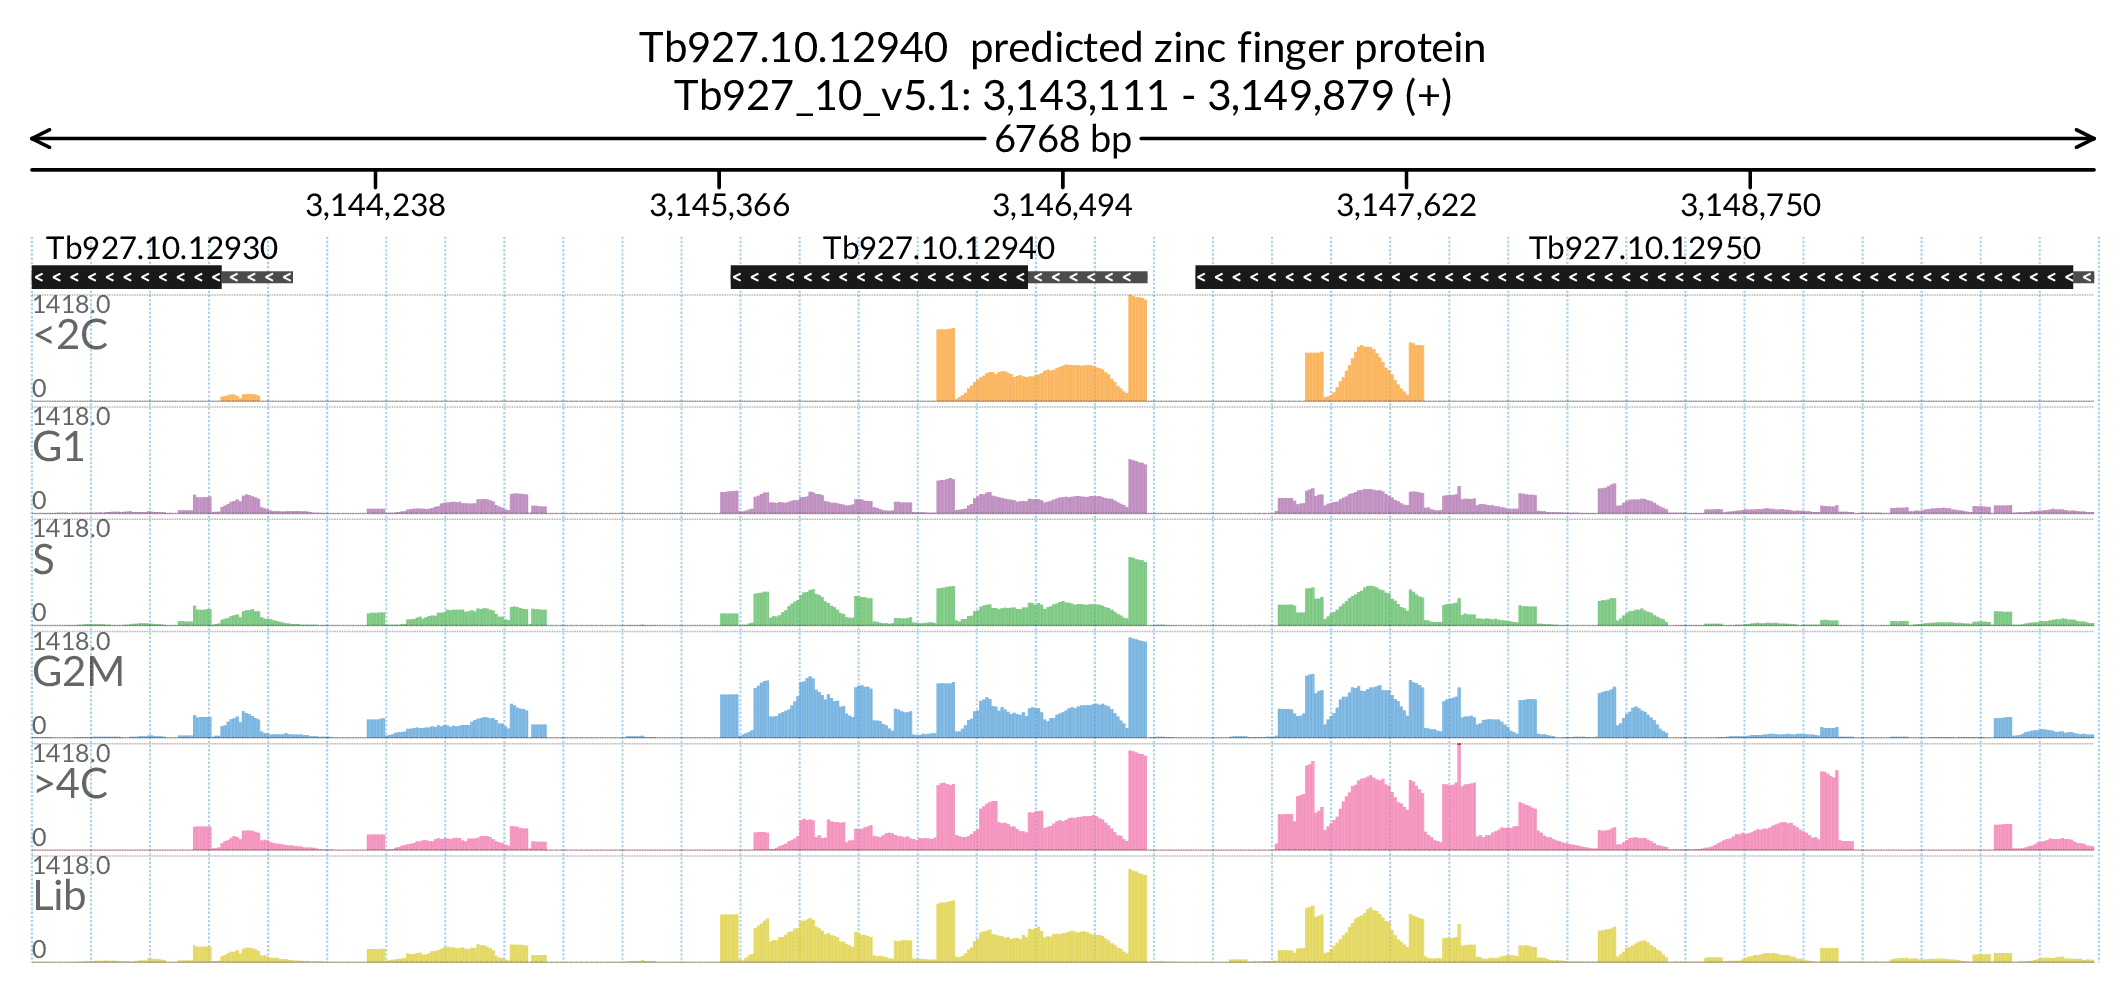 Tb927.10.12940  predicted zinc finger protein
Tb927_10_v5.1: 3,143,111 - 3,149,879 (+)
6768 bp
3,144,238 3,145,366 3,146,494 3,147,622 3,148,750
Tb927.10.12930 Tb927.10.12940 Tb927.10.12950
1418.0
<2C
0
1418.0
G1
0
1418.0
S
0
1418.0
G2M
0
1418.0
>4C
0
1418.0
Lib
0